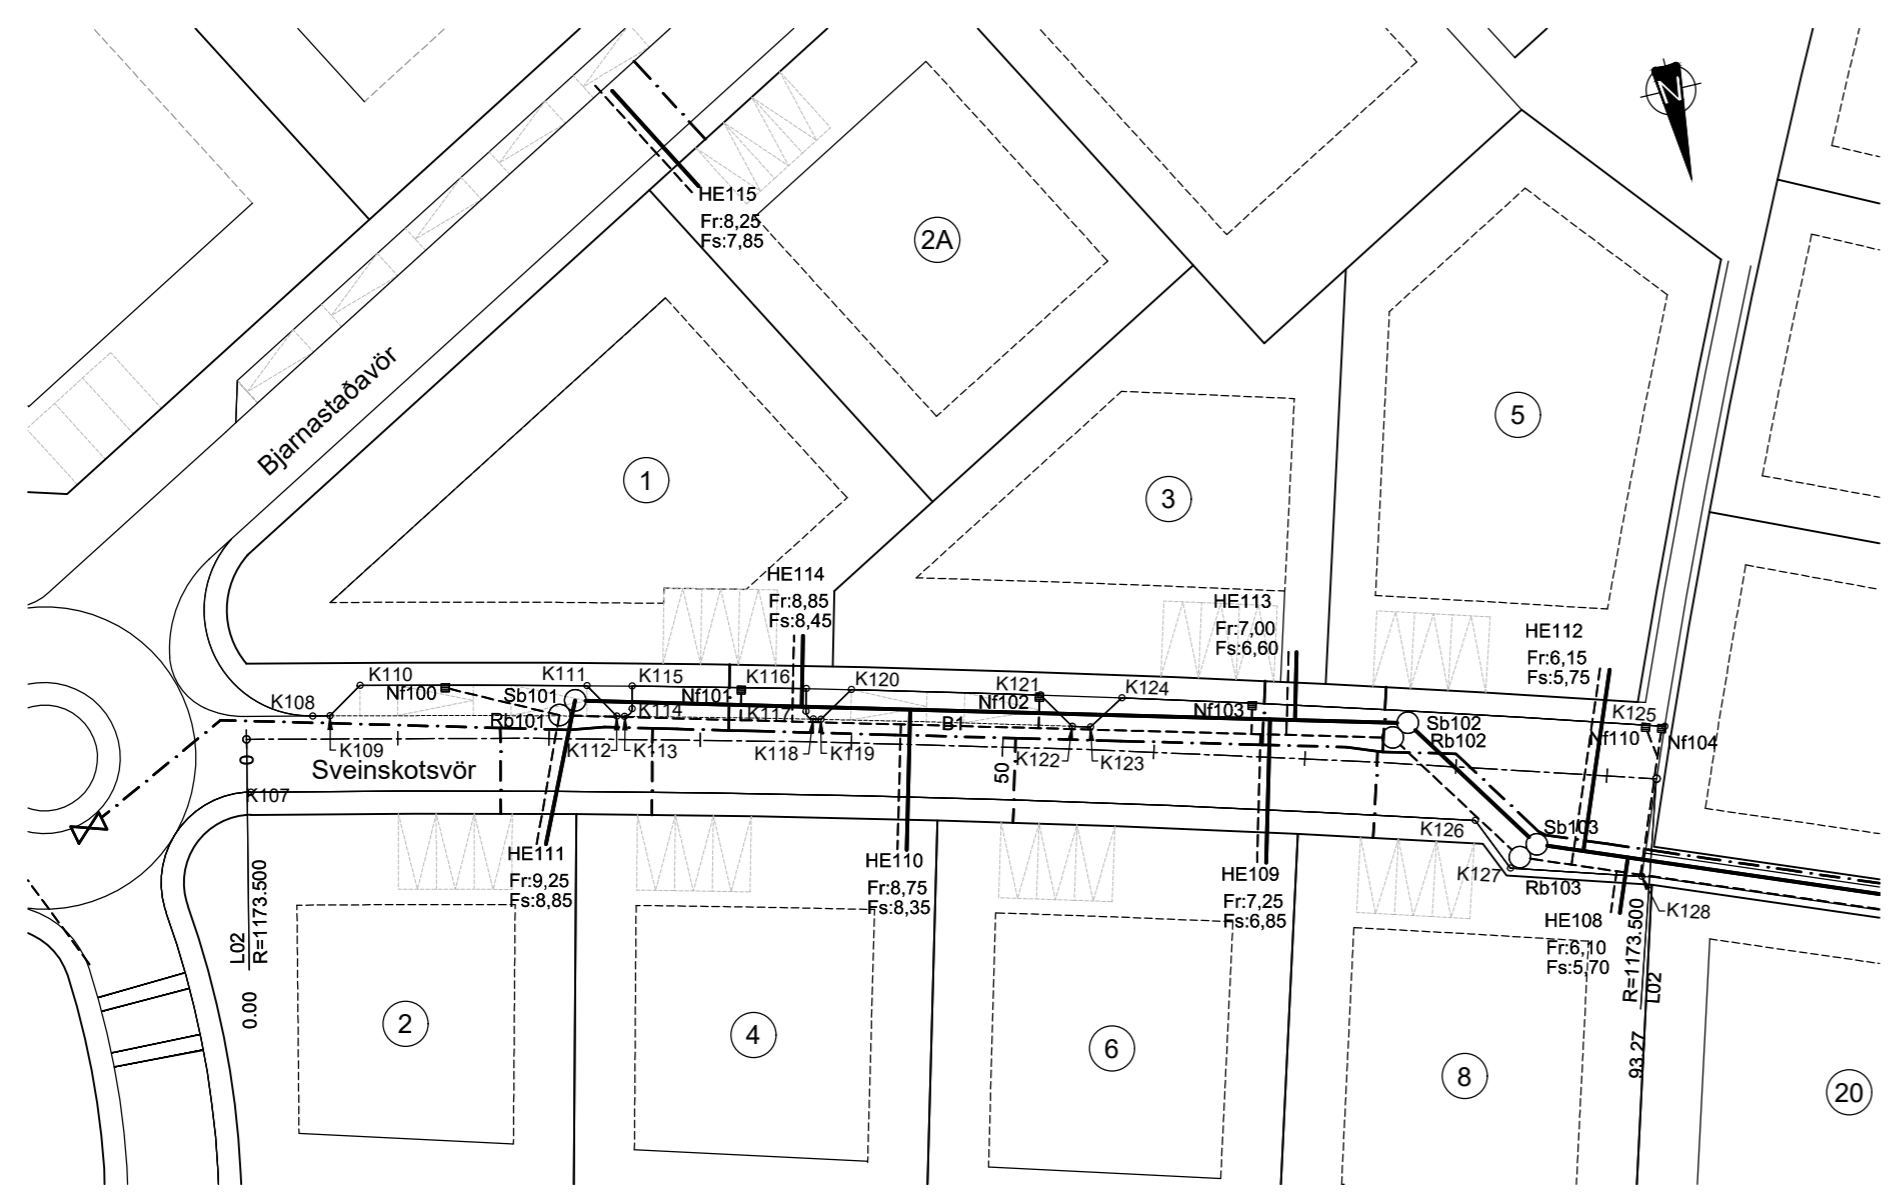 N
HE115
Fr:8,25
Fs:7,85
2A
Bjarnastaðavör
1
3
5
HE114
Fr:8,85
Fs:8,45
HE113
Fr:7,00
Fs:6,60
HE112
Fr:6,15
Fs:5,75
K110
K111
K115
K116
K120
K121
K124
K125
K108
Nf100
Sb101
Rb101
Nf101
K117
Nf102
Nf103
B1
Sb102
Rb102
Nf110
Nf104
K109
K112
K113
K114
K118
K119
K122
K123
Sveinskotsvör
0
50
K107
K126
K127
Sb103
Rb103
K128
HE111
Fr:9,25
Fs:8,85
HE110
Fr:8,75
Fs:8,35
HE109
Fr:7,25
Fs:6,85
HE108
Fr:6,10
Fs:5,70
L02
R=1173.500
0.00
R=1173.500
L02
93.27
2
4
6
8
20